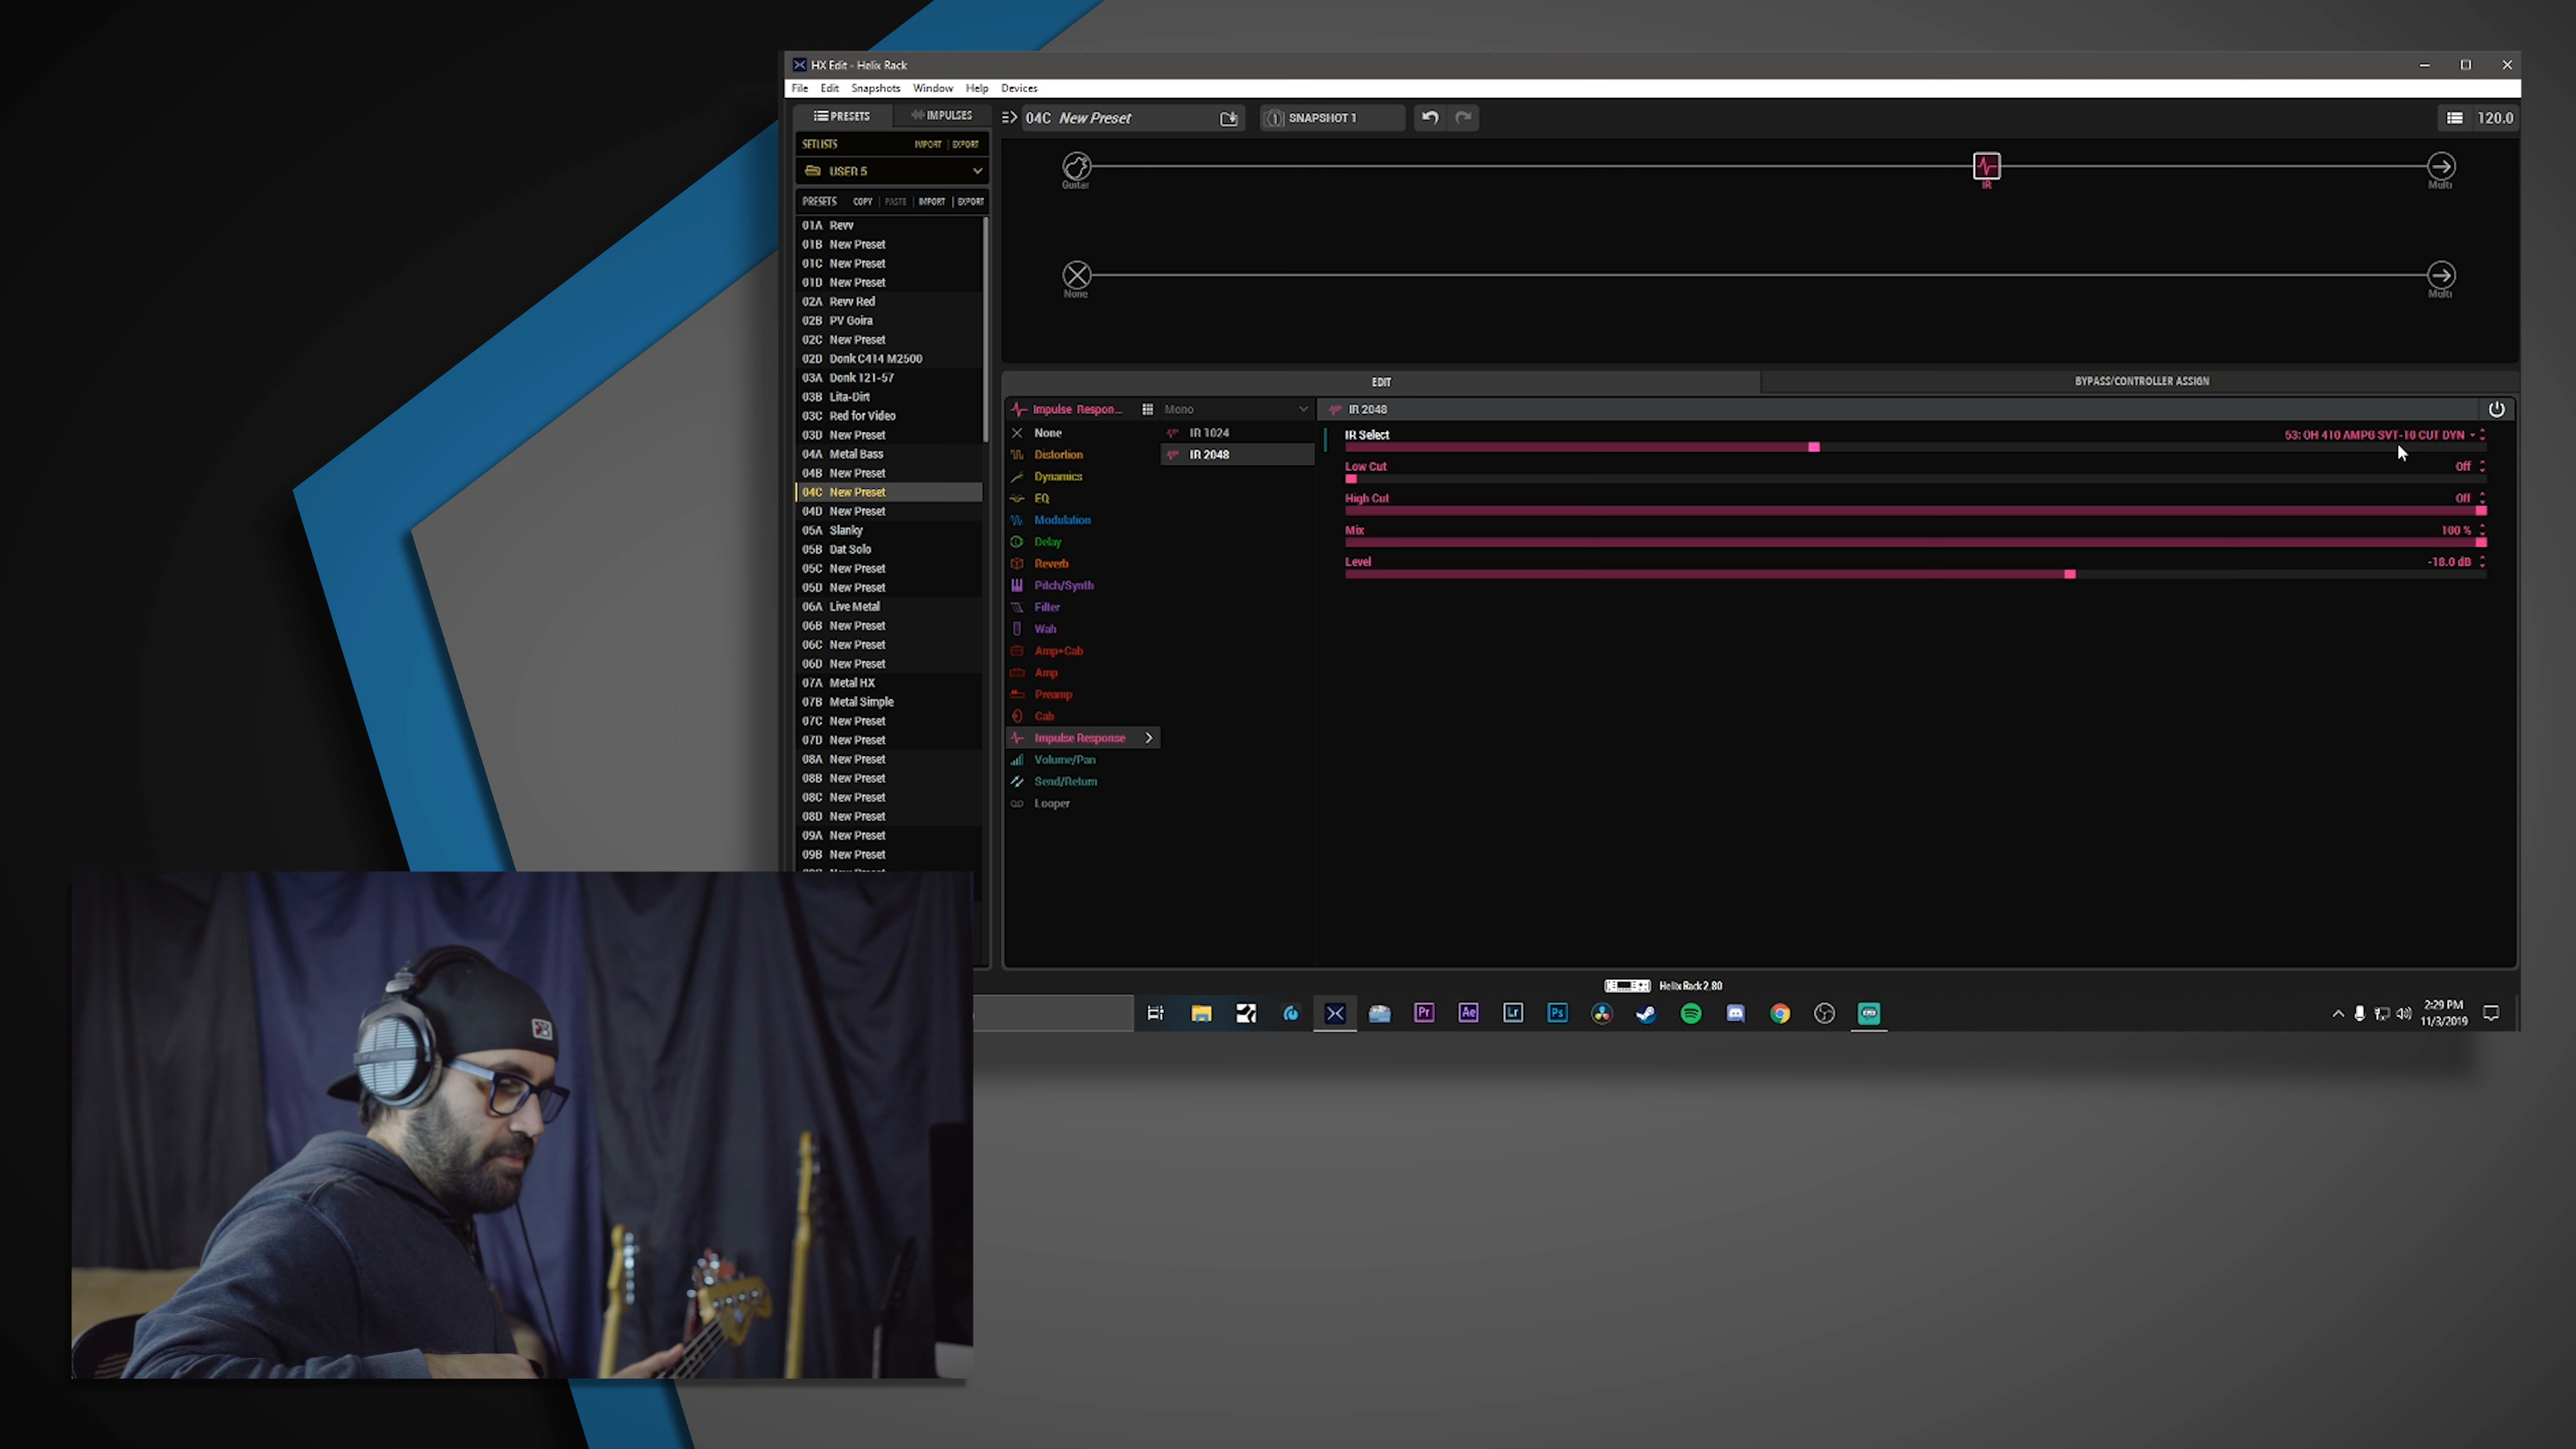 HX Edit - Helix Rack
File Edit Snapshots Window Help Devices
PRESETS IMPULSES
04C New Preset
SNAPSHOT 1
120.0
SETLISTS IMPORT | EXPORT
USER 5
PRESETS COPY | PASTE | IMPORT | EXPORT
01A Revv
01B New Preset
01C New Preset
01D New Preset
02A Revv Red
02B PV Goira
02C New Preset
02D Donk C414 M2500
03A Donk 121-57
03B Lita-Dirt
03C Red for Video
03D New Preset
04A Metal Bass
04B New Preset
04C New Preset
04D New Preset
05A Slanky
05B Dat Solo
05C New Preset
05D New Preset
06A Live Metal
06B New Preset
06C New Preset
06D New Preset
07A Metal HX
07B Metal Simple
07C New Preset
07D New Preset
08A New Preset
08B New Preset
08C New Preset
08D New Preset
09A New Preset
09B New Preset
Guitar
IR
Multi
None
Multi
EDIT
BYPASS/CONTROLLER ASSIGN
Impulse Respon...
Mono
None
Distortion
Dynamics
EQ
Modulation
Delay
Reverb
Pitch/Synth
Filter
Wah
Amp+Cab
Amp
Preamp
Cab
Impulse Response
Volume/Pan
Send/Return
Looper
IR 1024
IR 2048
IR 2048
IR Select 53: OH 410 AMPG SVT-10 CUT DYN
Low Cut Off
High Cut Off
Mix 100 %
Level -18.0 dB
Helix Rack 2.80
Pr
Ae
Lr
Ps
2:29 PM
11/3/2019